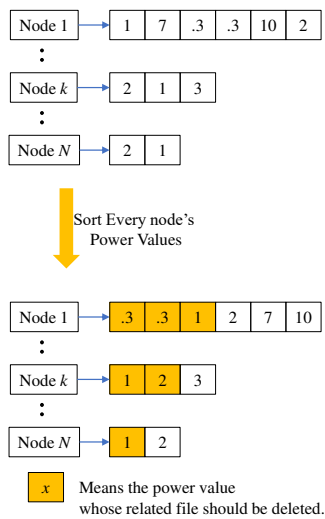 Node 1 1 7 .3 .3 10 2
Node k 2 1 3
Node N 2 1
Sort Every node's
Power Values
Node 1 .3 .3 1 2 7 10
Node k 1 2 3
Node N 1 2
x Means the power value
whose related file should be deleted.